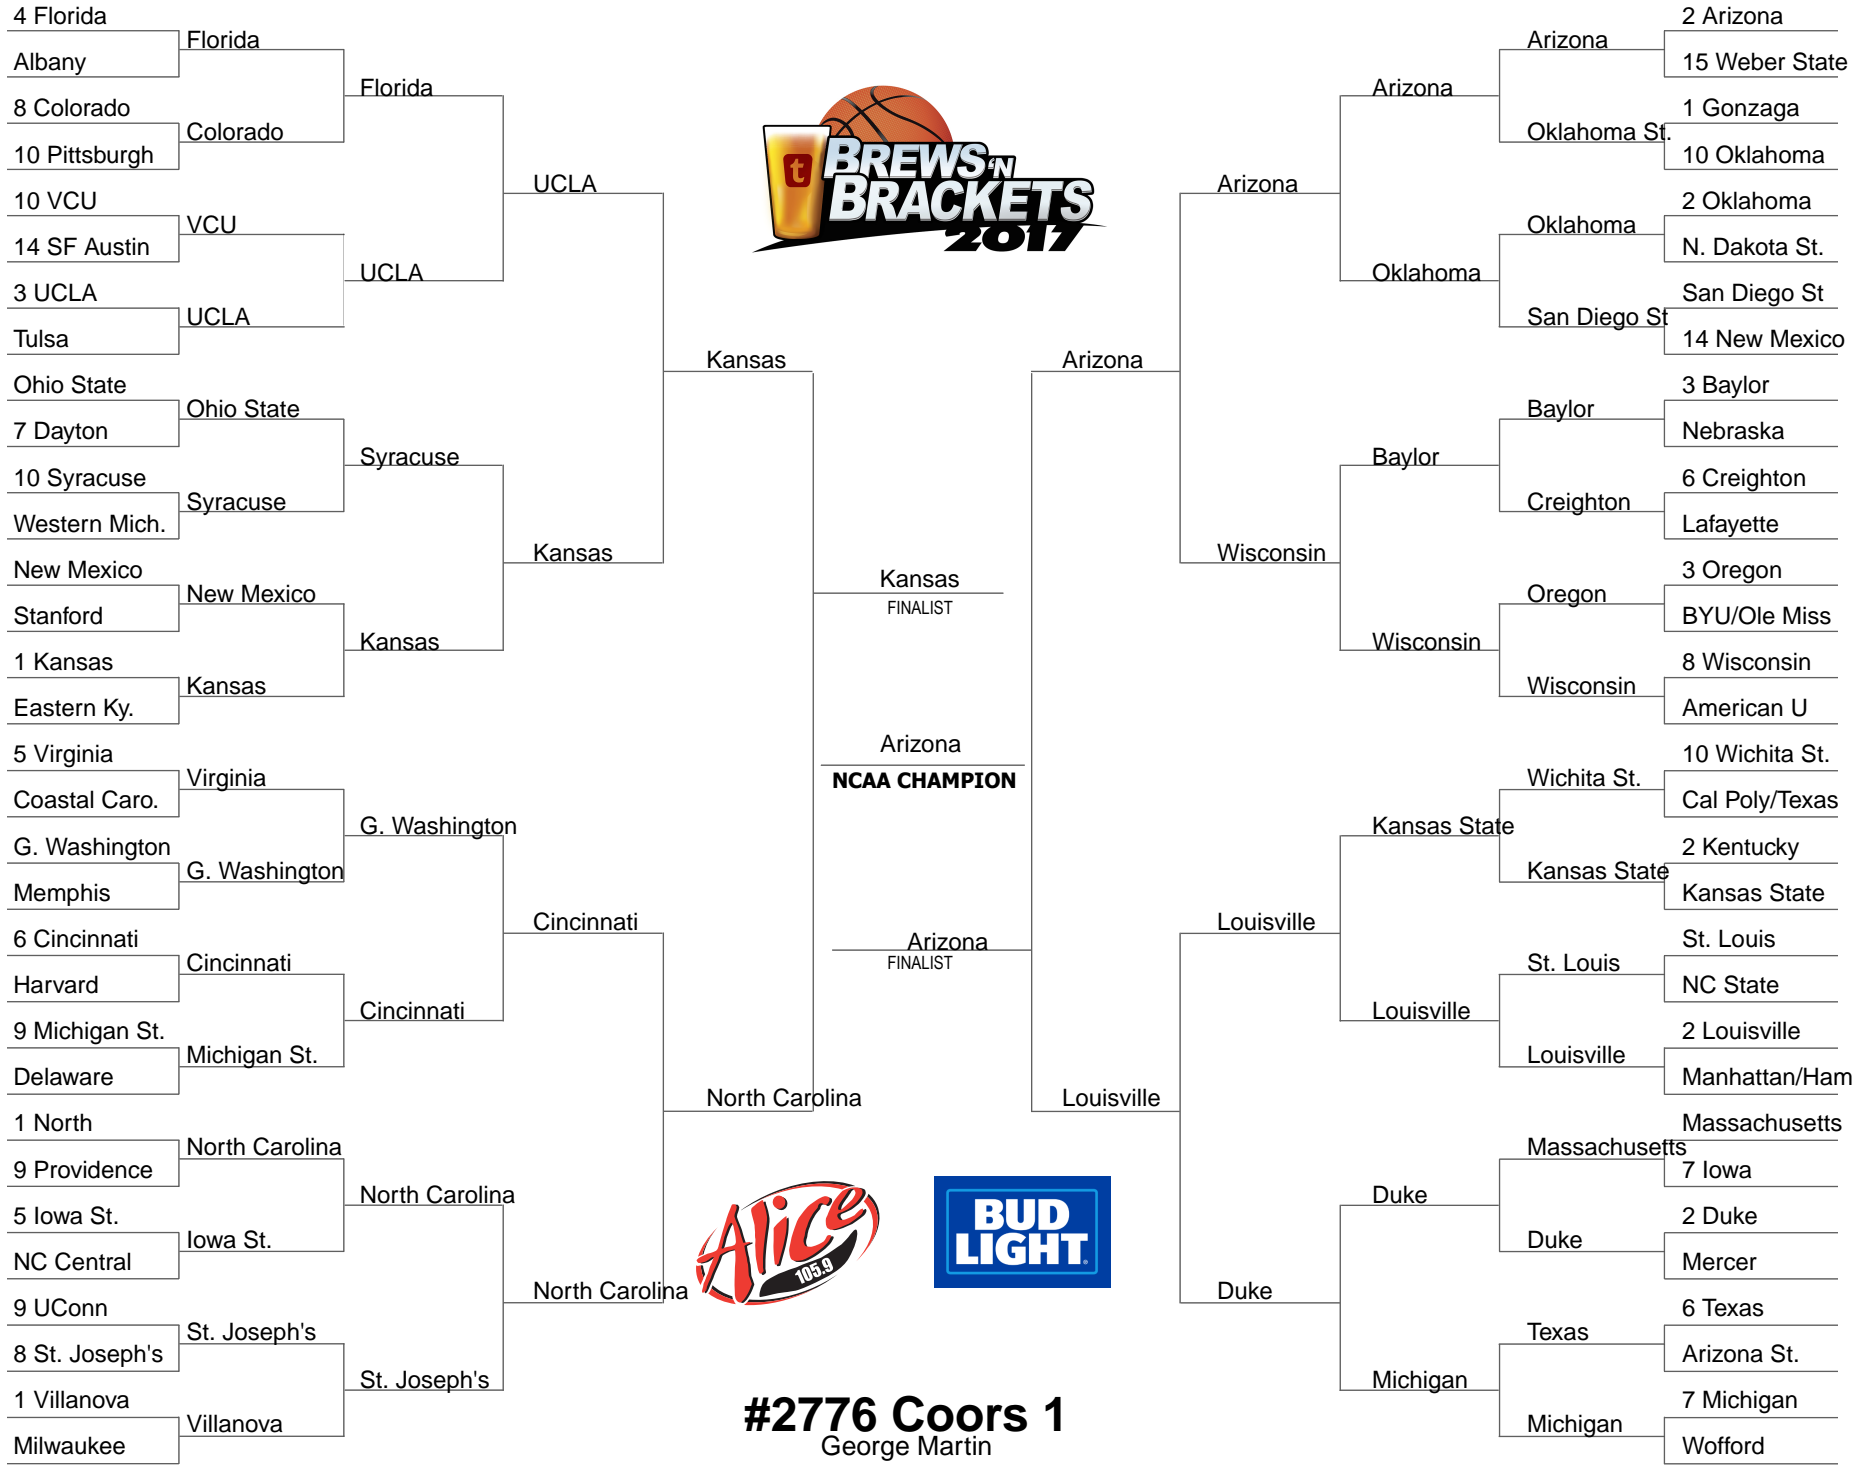 4 Florida
Albany
8 Colorado
10 Pittsburgh
10 VCU
14 SF Austin
3 UCLA
Tulsa
Ohio State
7 Dayton
10 Syracuse
Western Mich.
New Mexico
Stanford
1 Kansas
Eastern Ky.
5 Virginia
Coastal Caro.
G. Washington
Memphis
6 Cincinnati
Harvard
9 Michigan St.
Delaware
1 North
9 Providence
5 Iowa St.
NC Central
9 UConn
8 St. Joseph's
1 Villanova
Milwaukee
Florida
Colorado
VCU
UCLA
Ohio State
Syracuse
New Mexico
Kansas
Virginia
G. Washington
Cincinnati
Michigan St.
North Carolina
Iowa St.
St. Joseph's
Villanova
Florida
UCLA
Syracuse
Kansas
G. Washington
Cincinnati
North Carolina
St. Joseph's
UCLA
Kansas
Cincinnati
North Carolina
Kansas
North Carolina
t
BREWS 'N
BRACKETS
2017
Kansas
FINALIST
Arizona
NCAA CHAMPION
Arizona
FINALIST
Alice
105.9
BUD
LIGHT
#2776 Coors 1
George Martin
Arizona
Louisville
Arizona
Wisconsin
Louisville
Duke
Arizona
Oklahoma
Baylor
Wisconsin
Kansas State
Louisville
Duke
Michigan
Arizona
Oklahoma St.
Oklahoma
San Diego St
Baylor
Creighton
Oregon
Wisconsin
Wichita St.
Kansas State
St. Louis
Louisville
Massachusetts
Duke
Texas
Michigan
2 Arizona
15 Weber State
1 Gonzaga
10 Oklahoma
2 Oklahoma
N. Dakota St.
San Diego St
14 New Mexico
3 Baylor
Nebraska
6 Creighton
Lafayette
3 Oregon
BYU/Ole Miss
8 Wisconsin
American U
10 Wichita St.
Cal Poly/Texas
2 Kentucky
Kansas State
St. Louis
NC State
2 Louisville
Manhattan/Ham
Massachusetts
7 Iowa
2 Duke
Mercer
6 Texas
Arizona St.
7 Michigan
Wofford